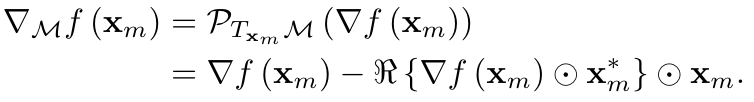 ∇_ℳ f (𝐱_m) = 𝒫_{T_{𝐱_m} ℳ} (∇f (𝐱_m))
= ∇f (𝐱_m) − ℜ {∇f (𝐱_m) ⊙ 𝐱_m^*} ⊙ 𝐱_m.